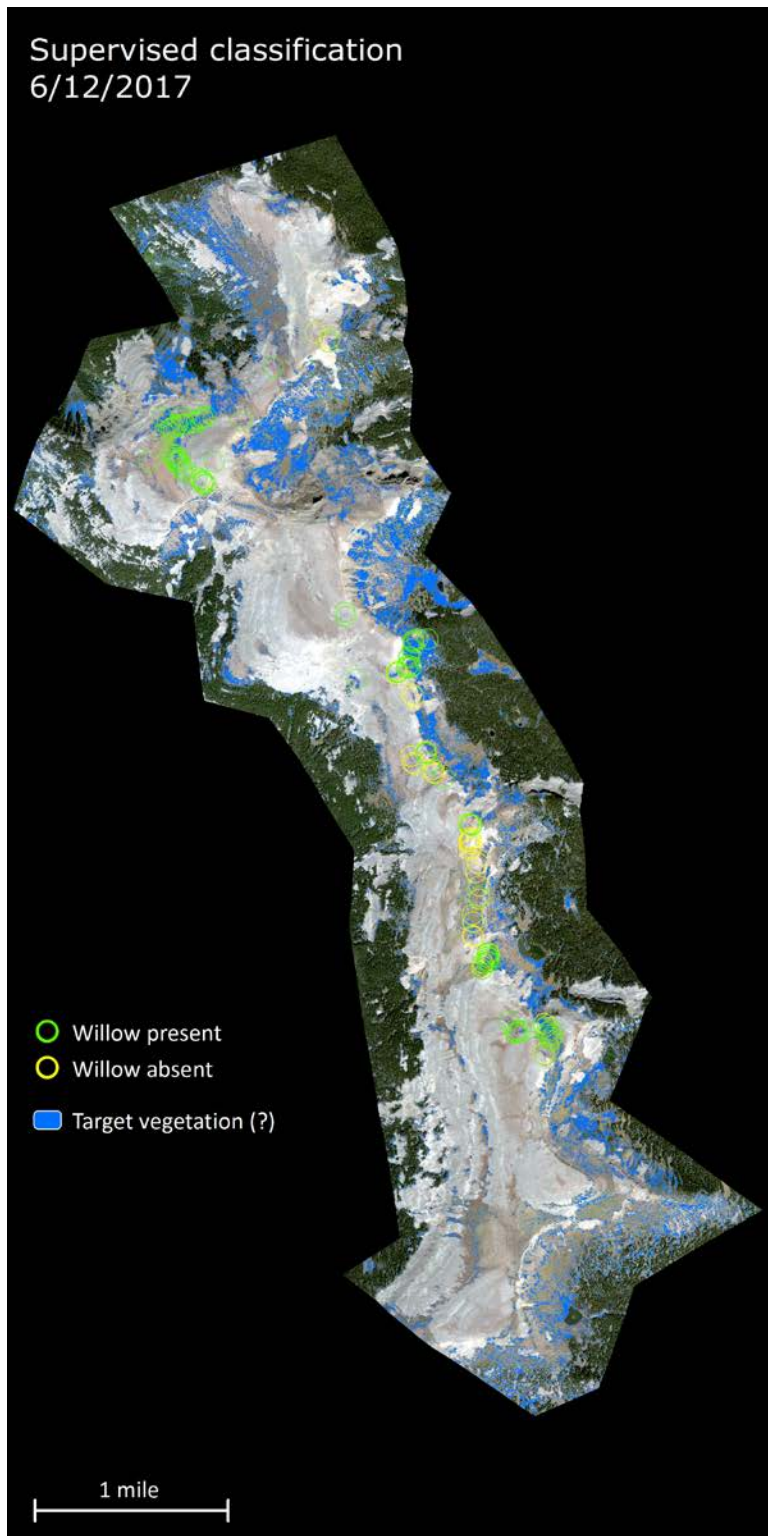 Supervised classification
6/12/2017
Willow present
Willow absent
Target vegetation (?)
1 mile